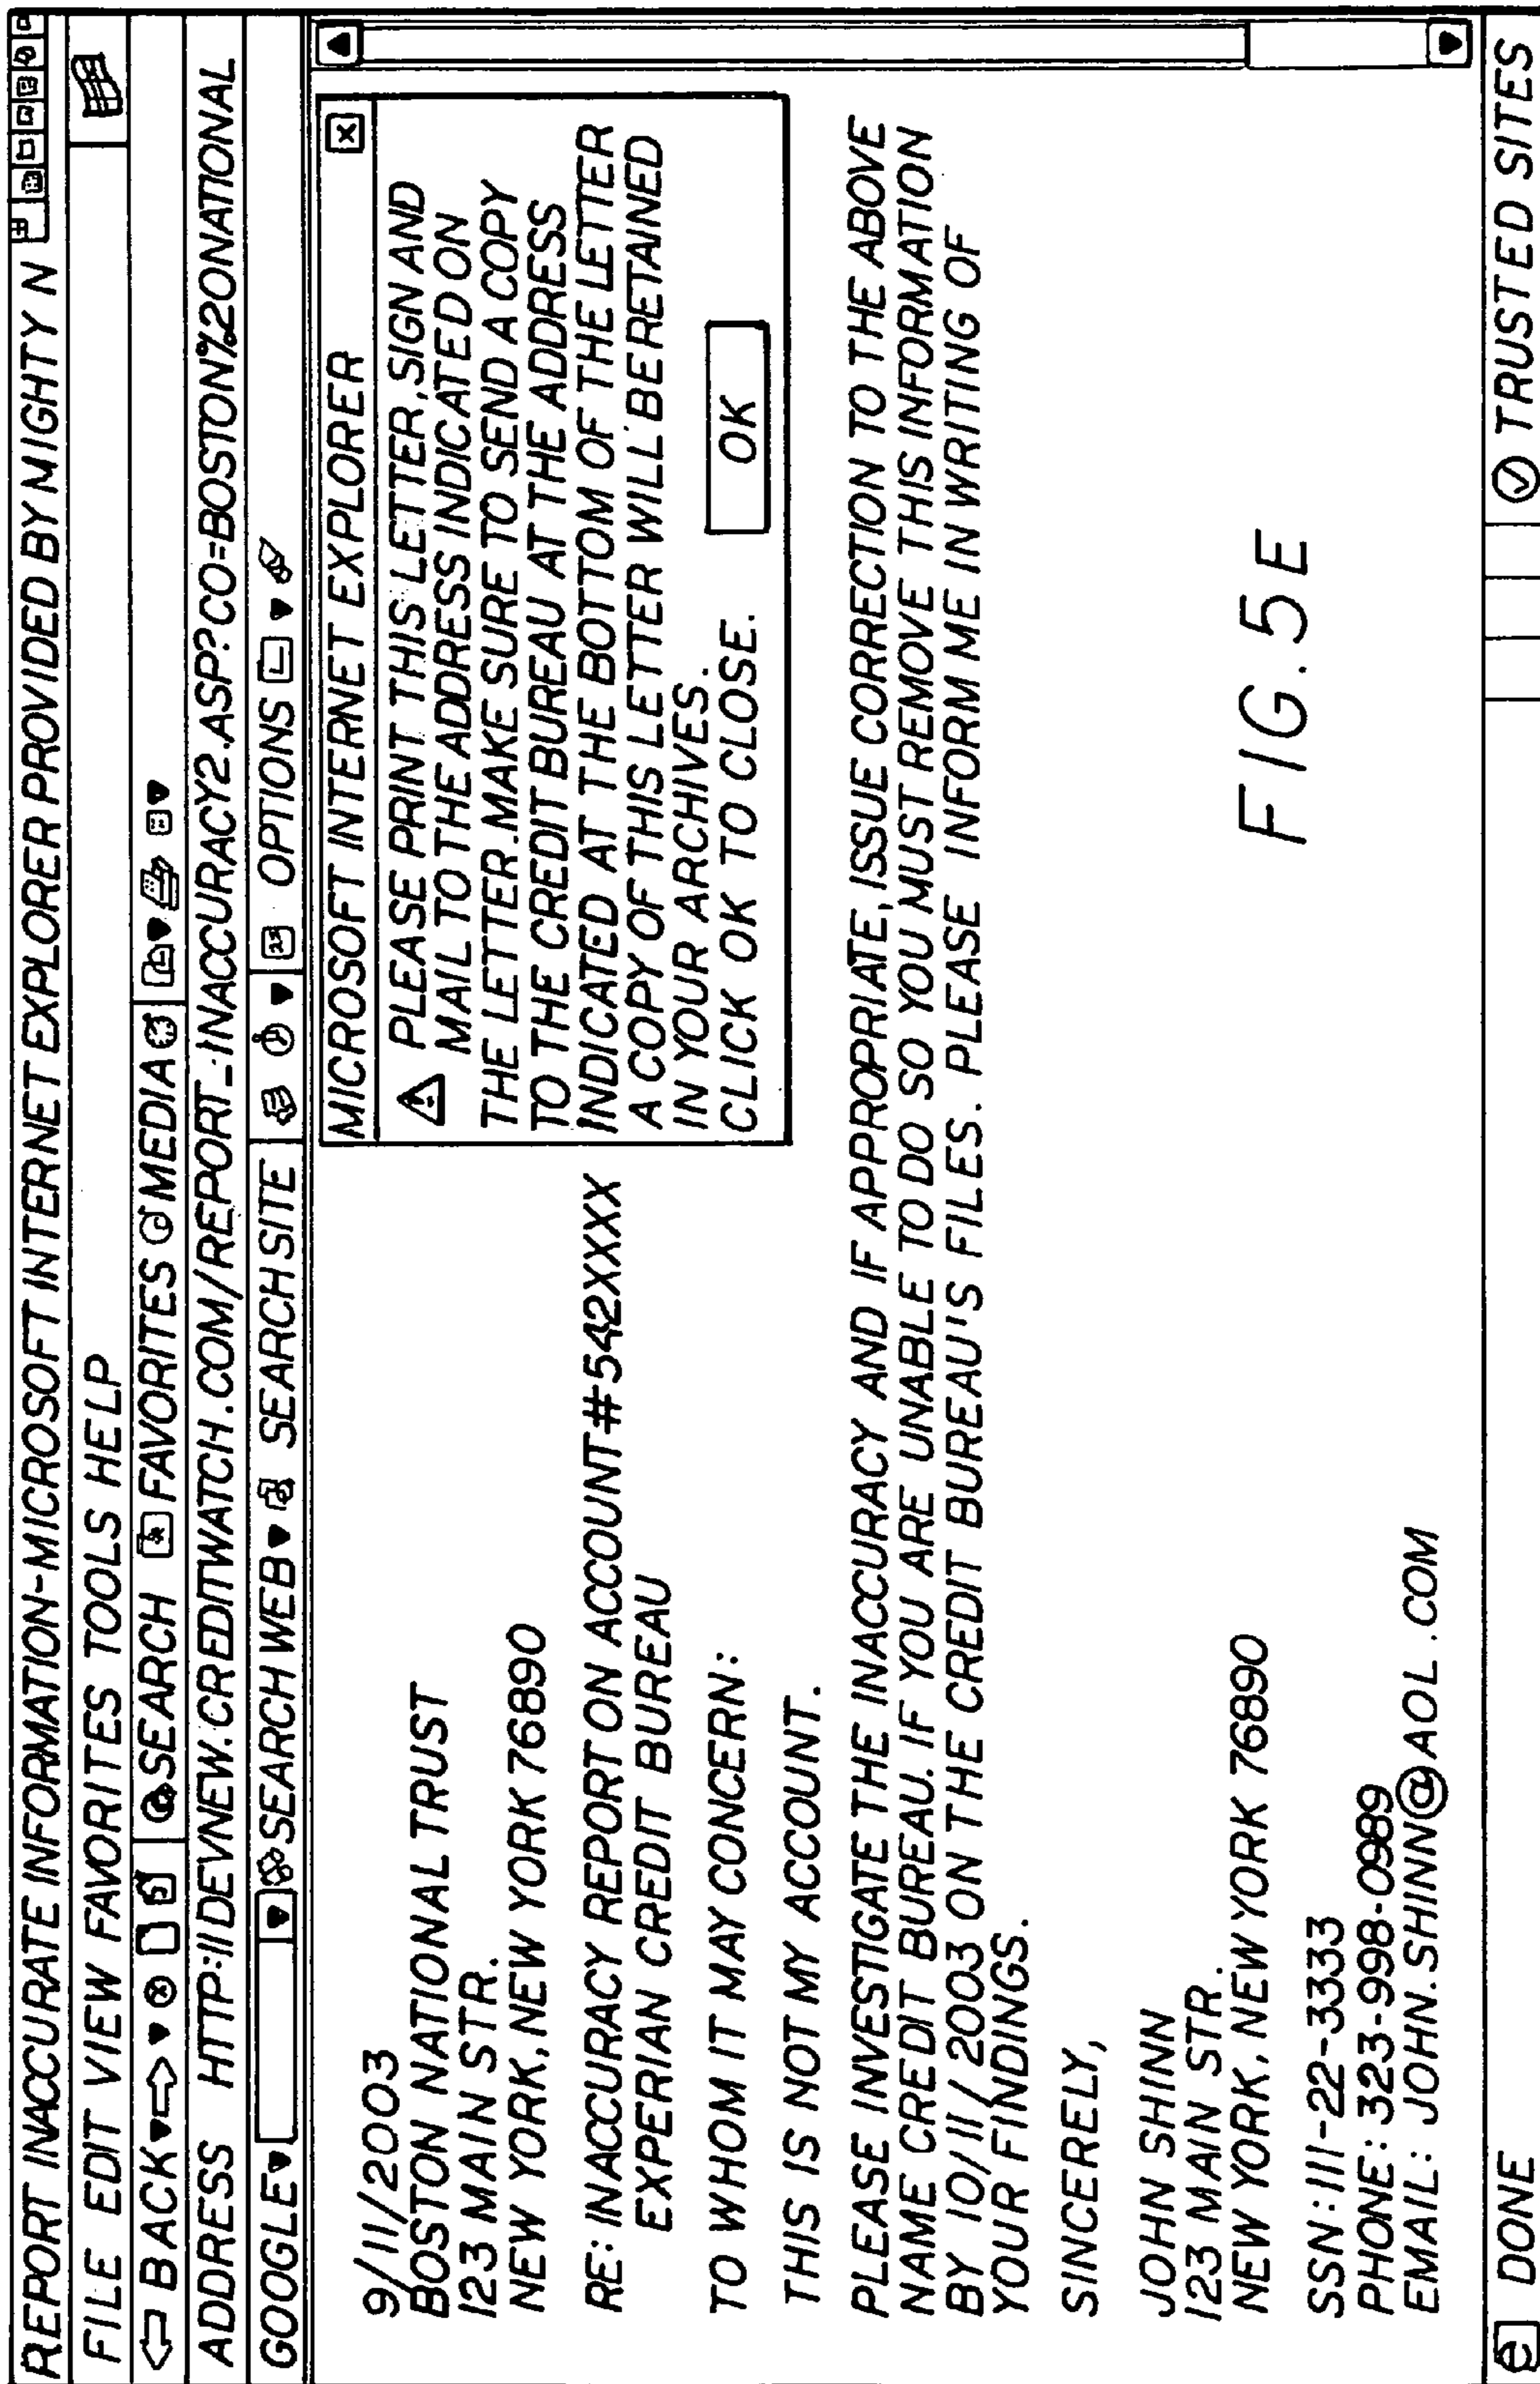 REPORT INACCURATE INFORMATION-MICROSOFT INTERNET EXPLORER PROVIDED BY MIGHTY N
FILE EDIT VIEW FAVORITES TOOLS HELP
BACK SEARCH FAVORITES MEDIA
ADDRESS HTTP://DEVNEW.CREDITWATCH.COM/REPORT_INACCURACY2.ASP?CO=BOSTON%20NATIONAL
GOOGLE SEARCH WEB SEARCH SITE OPTIONS
MICROSOFT INTERNET EXPLORER X
PLEASE PRINT THIS LETTER, SIGN AND
MAIL TO THE ADDRESS INDICATED ON
THE LETTER. MAKE SURE TO SEND A COPY
TO THE CREDIT BUREAU AT THE ADDRESS
INDICATED AT THE BOTTOM OF THE LETTER
A COPY OF THIS LETTER WILL BE RETAINED
IN YOUR ARCHIVES.
CLICK OK TO CLOSE.
OK
9/11/2003
BOSTON NATIONAL TRUST
123 MAIN STR.
NEW YORK, NEW YORK 76890
RE: INACCURACY REPORT ON ACCOUNT#542XXXX
EXPERIAN CREDIT BUREAU
TO WHOM IT MAY CONCERN:
THIS IS NOT MY ACCOUNT.
PLEASE INVESTIGATE THE INACCURACY AND IF APPROPRIATE, ISSUE CORRECTION TO THE ABOVE
NAME CREDIT BUREAU. IF YOU ARE UNABLE TO DO SO YOU MUST REMOVE THIS INFORMATION
BY 10/11/2003 ON THE CREDIT BUREAU'S FILES. PLEASE INFORM ME IN WRITING OF
YOUR FINDINGS.
SINCERELY,
JOHN SHINN
123 MAIN STR.
NEW YORK, NEW YORK 76890
SSN: 111-22-3333
PHONE: 323-998-0989
EMAIL: JOHN.SHINN@AOL.COM
FIG. 5E
DONE TRUSTED SITES